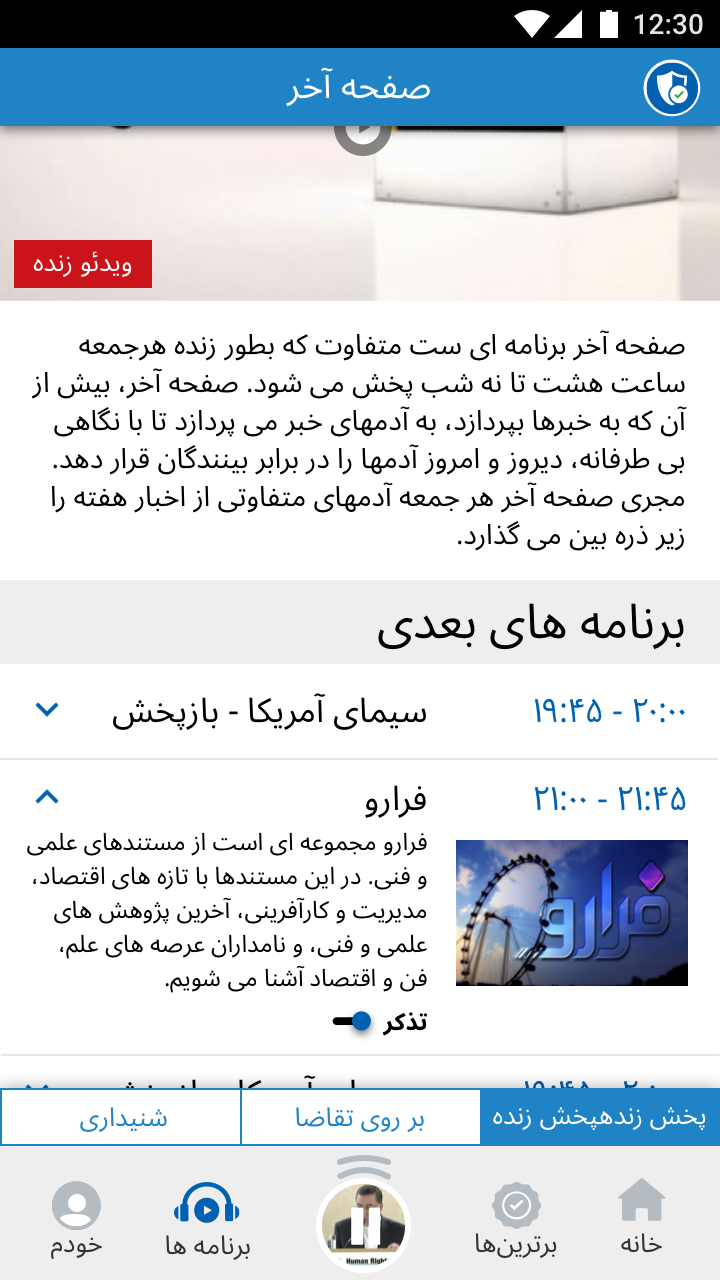 12:30
صفحه آخر
ویدئو زنده
صفحه آخر برنامه ای ست متفاوت که بطور زنده هرجمعه
ساعت هشت تا نه شب پخش می شود. صفحه آخر، بیش از
آن که به خبرها بپردازد، به آدمهای خبر می پردازد تا با نگاهی
بی طرفانه، دیروز و امروز آدمها را در برابر بینندگان قرار دهد.
مجری صفحه آخر هر جمعه آدمهای متفاوتی از اخبار هفته را
زیر ذره بین می گذارد.
برنامه های بعدی
۱۹:۴۵ - ۲۰:۰۰
سیمای آمریکا - بازپخش
۲۱:۰۰ - ۲۱:۴۵
فرارو
فرارو
فرارو مجموعه ای است از مستندهای علمی
و فنی. در این مستندها با تازه های اقتصاد،
مدیریت و کارآفرینی، آخرین پژوهش های
علمی و فنی، و نامداران عرصه های علم،
فن و اقتصاد آشنا می شویم.
تذکر
پخش زندهپخش زنده
بر روی تقاضا
شنیداری
خانه
برترین‌ها
Human Right
برنامه ها
خودم